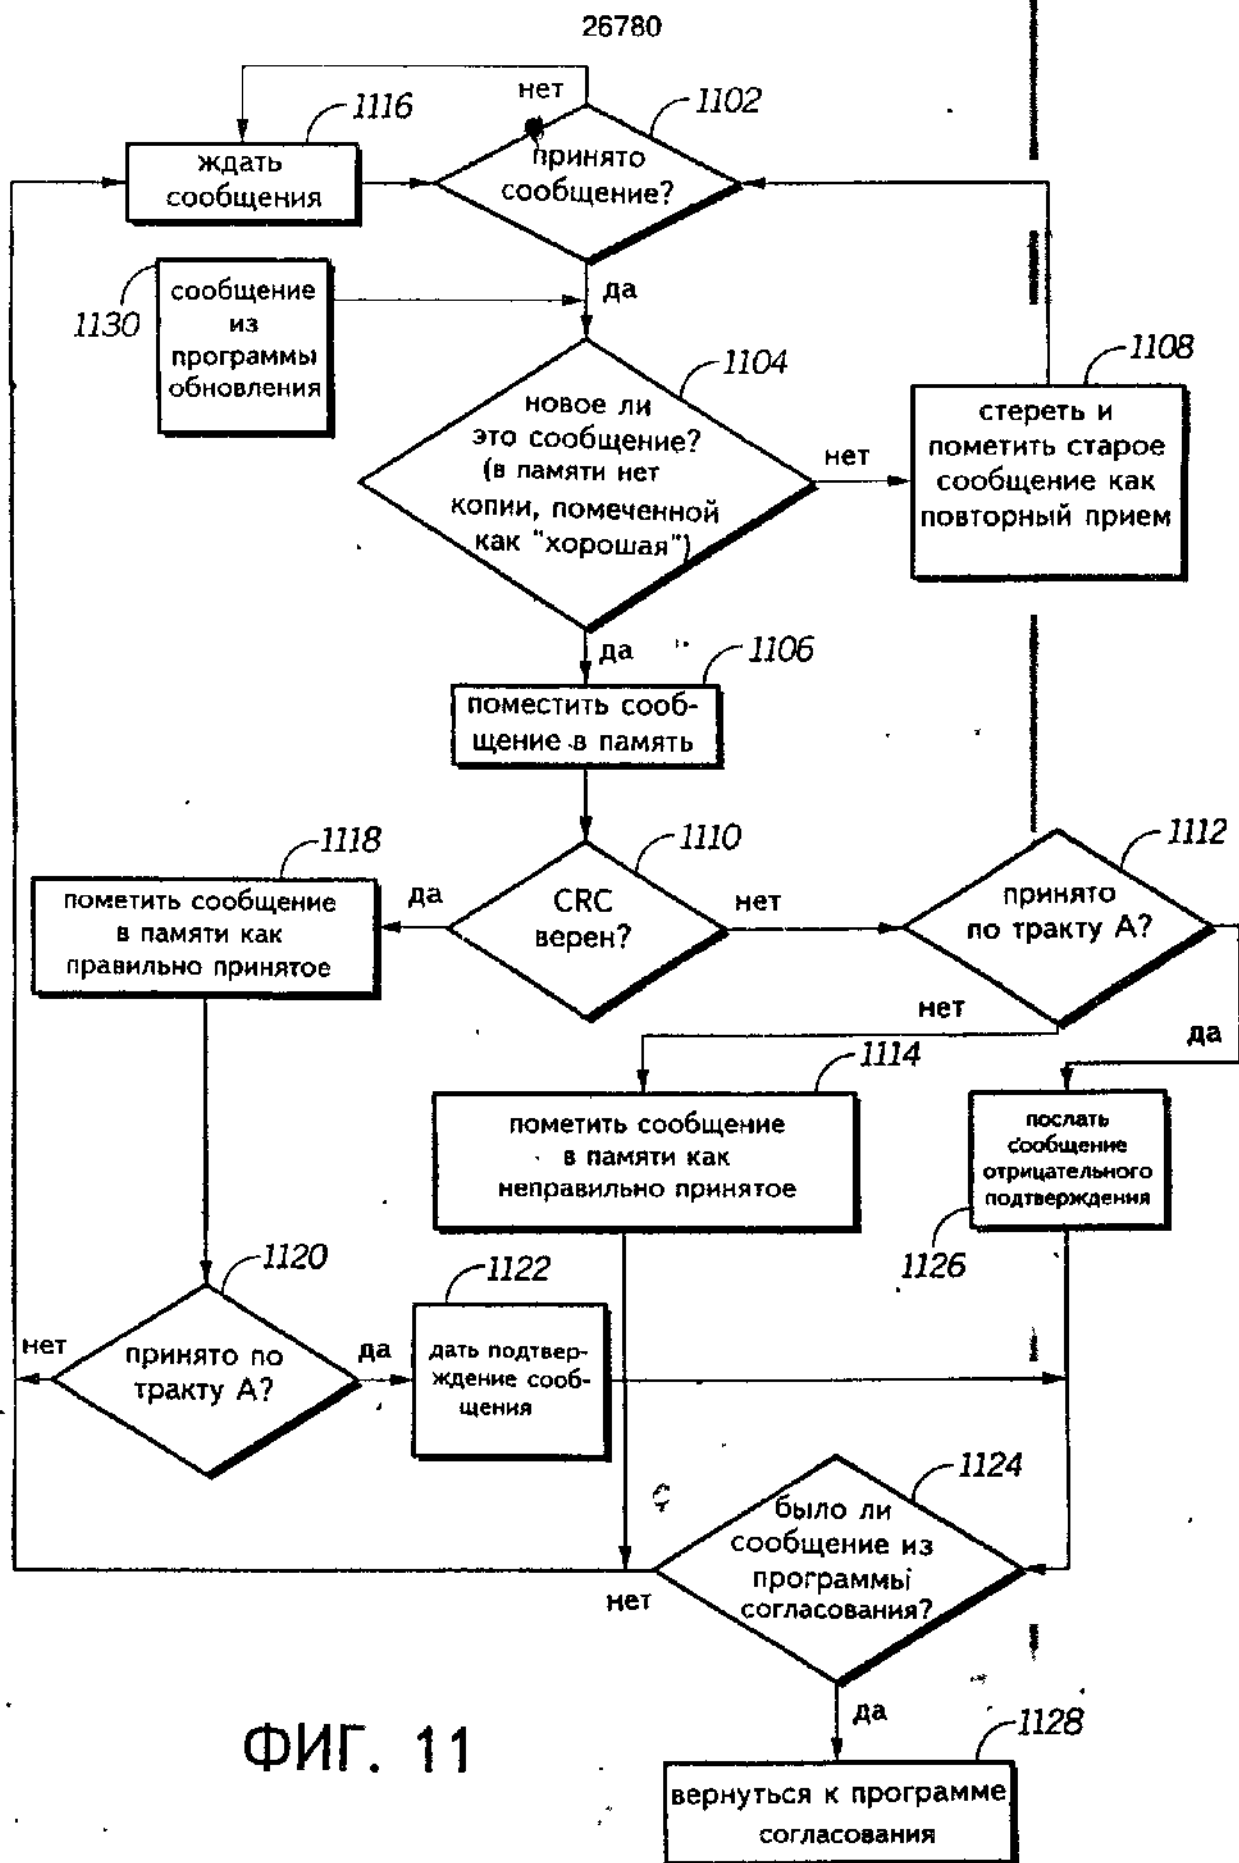 26780
нет
1116
1102
ждать
сообщения
принято
сообщение?
да
сообщение
из
программы
обновления
1130
1104
1108
новое ли
это сообщение?
(в памяти нет
копии, помеченной
как "хорошая")
нет
стереть и
пометить старое
сообщение как
повторный прием
да
1106
поместить сооб-
щение в память
1118
1110
1112
пометить сообщение
в памяти как
правильно принятое
да
CRC
верен?
нет
принято
по тракту А?
нет
да
1114
пометить сообщение
в памяти как
неправильно принятое
послать
сообщение
отрицательного
подтверждения
1126
1120
1122
нет
принято по
тракту А?
да
дать подтвер-
ждение сооб-
щения
1124
было ли
сообщение из
программы
согласования?
нет
да
1128
вернуться к программе
согласования
ФИГ. 11